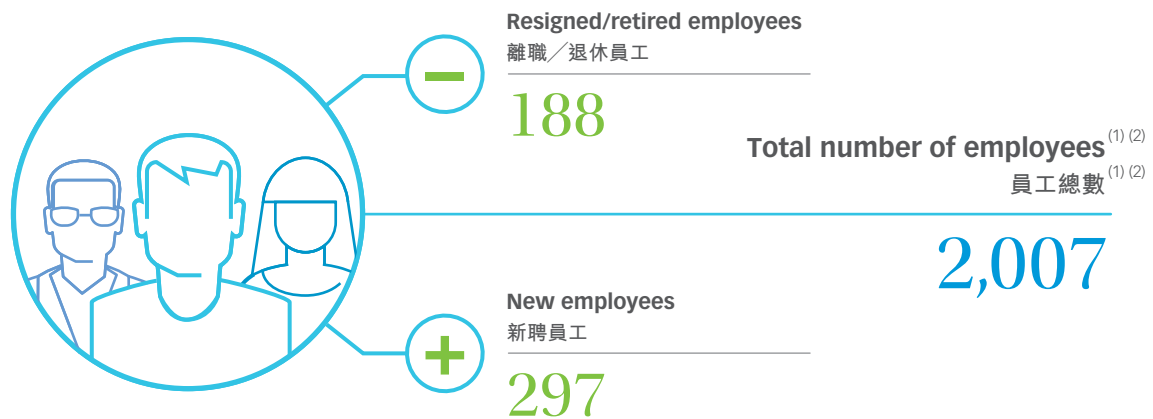 Resigned/retired employees
離職／退休員工
188
Total number of employees(1) (2)
員工總數(1) (2)
2,007
New employees
新聘員工
297